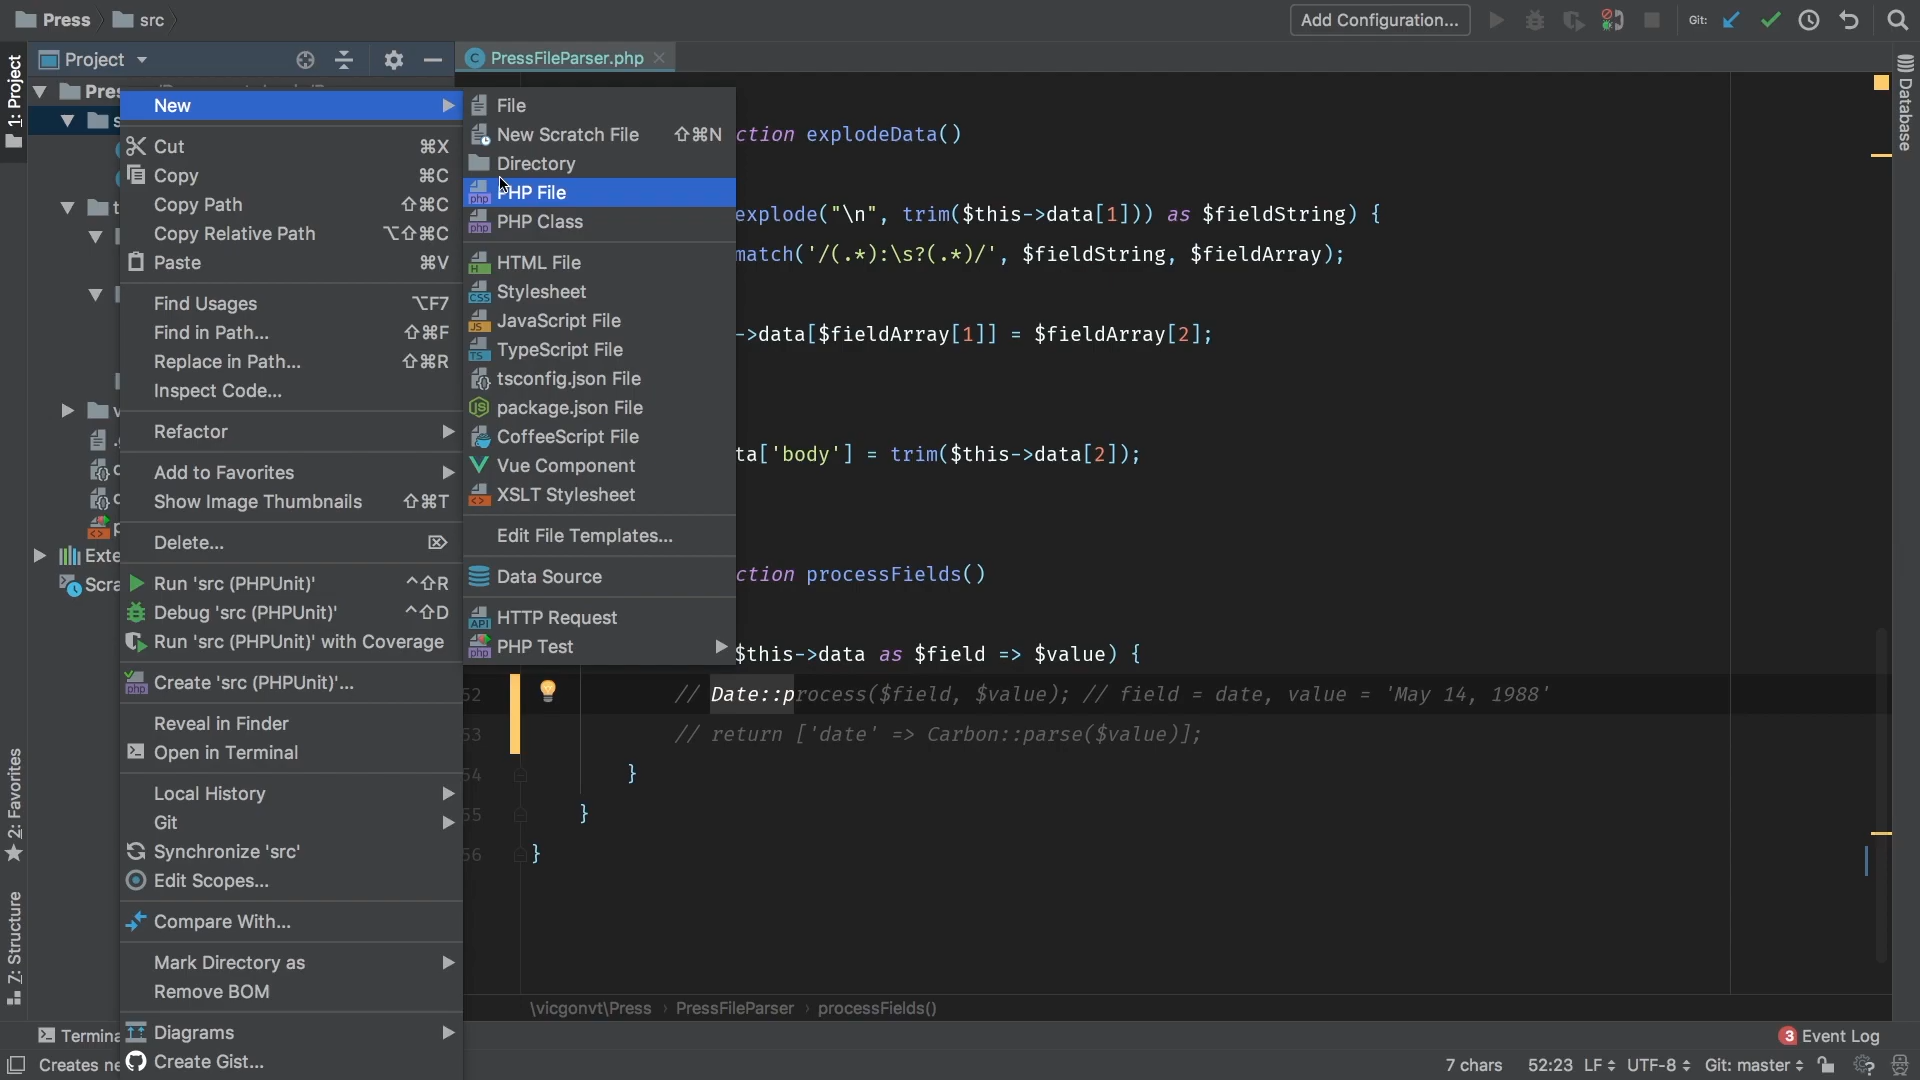 Press
src
Add Configuration...
Git:
1: Project
Project
PressFileParser.php
Database
New
Cut ⌘X
Copy ⌘C
Copy Path ⇧⌘C
Copy Relative Path ⌥⇧⌘C
Paste ⌘V
Find Usages ⌥F7
Find in Path... ⇧⌘F
Replace in Path... ⇧⌘R
Inspect Code...
Refactor
Add to Favorites
Show Image Thumbnails ⇧⌘T
Delete... ⌦
Run 'src (PHPUnit)' ^⇧R
Debug 'src (PHPUnit)' ^⇧D
Run 'src (PHPUnit)' with Coverage
Create 'src (PHPUnit)'...
Reveal in Finder
Open in Terminal
Local History
Git
Synchronize 'src'
Edit Scopes...
Compare With...
Mark Directory as
Remove BOM
Diagrams
Create Gist...
File
New Scratch File ⇧⌘N
Directory
PHP File
PHP Class
HTML File
Stylesheet
JavaScript File
TypeScript File
tsconfig.json File
package.json File
CoffeeScript File
Vue Component
XSLT Stylesheet
Edit File Templates...
Data Source
HTTP Request
PHP Test
ction explodeData()
explode("\n", trim($this->data[1])) as $fieldString) {
match('/(.*):\s?(.*)/', $fieldString, $fieldArray);
->data[$fieldArray[1]] = $fieldArray[2];
ta['body'] = trim($this->data[2]);
ction processFields()
$this->data as $field => $value) {
52 // Date::process($field, $value); // field = date, value = 'May 14, 1988'
53 // return ['date' => Carbon::parse($value)];
54 }
55 }
56 }
\vicgonvt\Press › PressFileParser › processFields()
2: Favorites
Z: Structure
3 Event Log
7 chars 52:23 LF UTF-8 Git: master